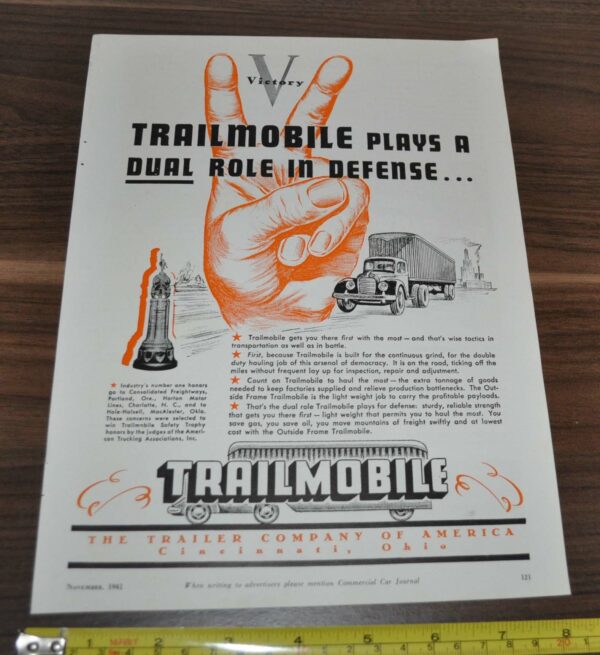 V
Victory
TRAILMOBILE PLAYS A
DUAL ROLE IN DEFENSE...
★ Trailmobile gets you there first with the most—and that's wise tactics in
transportation as well as in battle.
★ First, because Trailmobile is built for the continuous grind, for the double
duty hauling job of this arsenal of democracy. It is on the road, ticking off the
miles without frequent lay up for inspection, repair and adjustment.
★ Count on Trailmobile to haul the most—the extra tonnage of goods
needed to keep factories supplied and relieve production bottlenecks. The Out-
side Frame Trailmobile is the light weight job to carry the profitable payloads.
★ That's the dual role Trailmobile plays for defense: sturdy, reliable strength
that gets you there first—light weight that permits you to haul the most. You
save gas, you save oil, you move mountains of freight swiftly and at lowest
cost with the Outside Frame Trailmobile.
★ Industry's number one honors
go to Consolidated Freightways,
Portland, Ore., Horton Motor
Lines, Charlotte, N. C., and to
Hale-Halsell, MacAlester, Okla.
These concerns were selected to
win Trailmobile Safety Trophy
honors by the judges of the Ameri-
can Trucking Associations, Inc.
TRAILMOBILE
THE TRAILER COMPANY OF AMERICA
Cincinnati, Ohio
November, 1941
When writing to advertisers please mention Commercial Car Journal
121
1 2 3 4 5 6 7 8